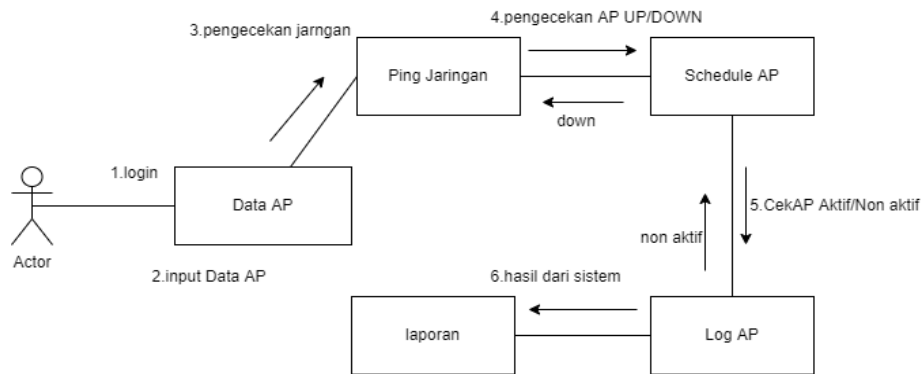 3.pengecekan jarngan
4.pengecekan AP UP/DOWN
Ping Jaringan
Schedule AP
down
1.login
Data AP
Actor
2.input Data AP
5.CekAP Aktif/Non aktif
non aktif
6.hasil dari sistem
laporan
Log AP